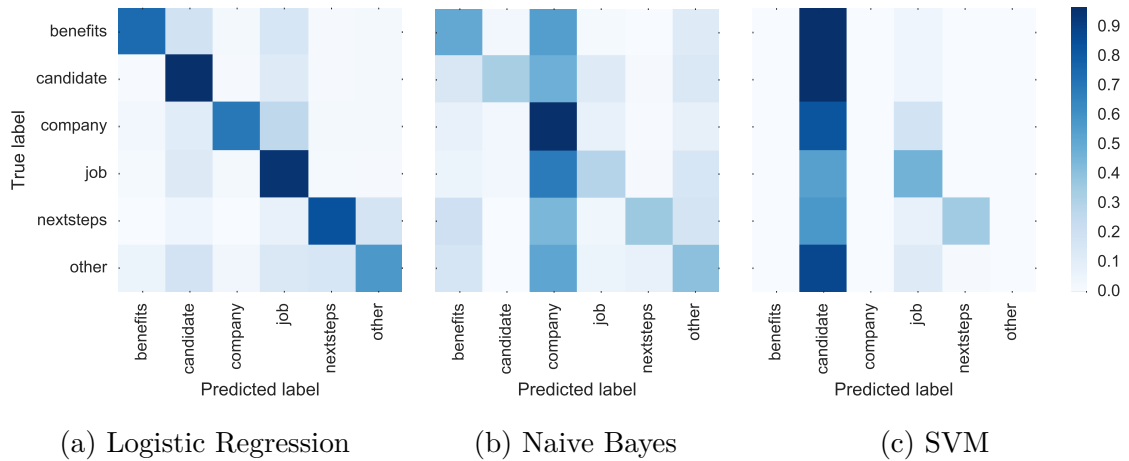 True label
benefits
candidate
company
job
nextsteps
other
benefits
candidate
company
job
nextsteps
other
Predicted label
(a) Logistic Regression
benefits
candidate
company
job
nextsteps
other
Predicted label
(b) Naive Bayes
benefits
candidate
company
job
nextsteps
other
Predicted label
(c) SVM
0.9
0.8
0.7
0.6
0.5
0.4
0.3
0.2
0.1
0.0